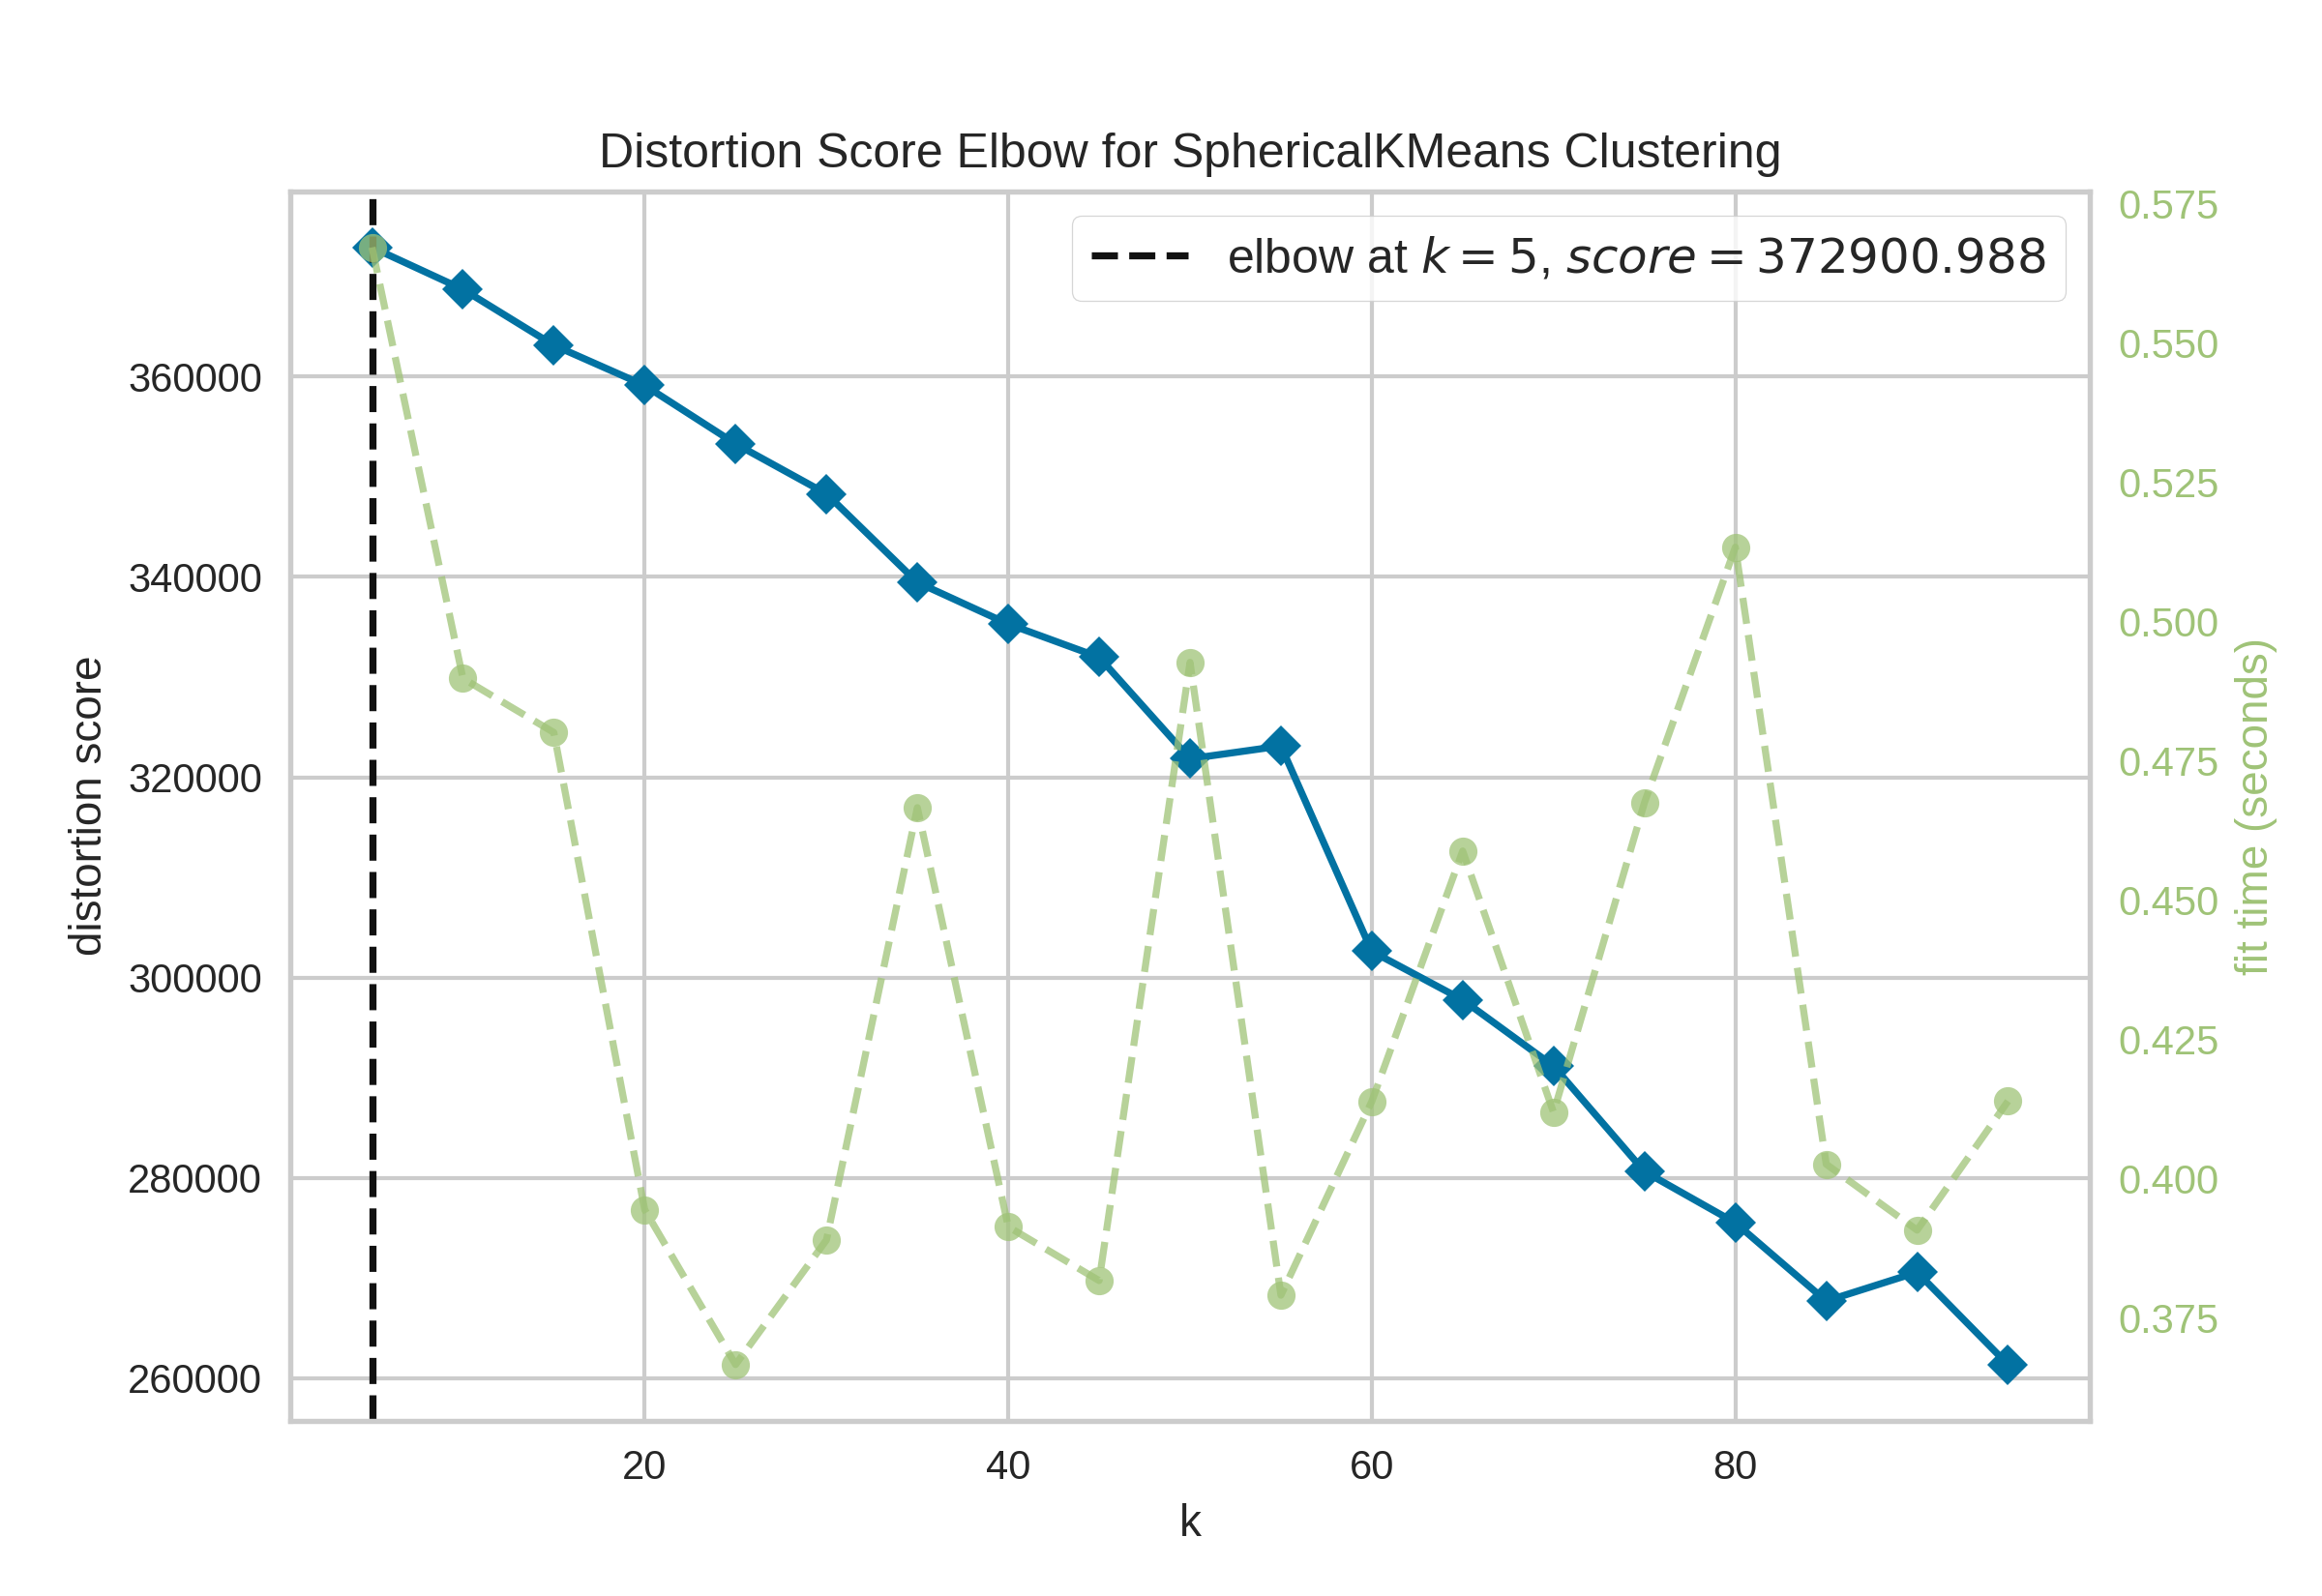 Distortion Score Elbow for SphericalKMeans Clustering
elbow at k = 5, score = 372900.988
distortion score
360000
340000
320000
300000
280000
260000
0.575
0.550
0.525
0.500
0.475
0.450
0.425
0.400
0.375
fit time (seconds)
20 40 60 80
k